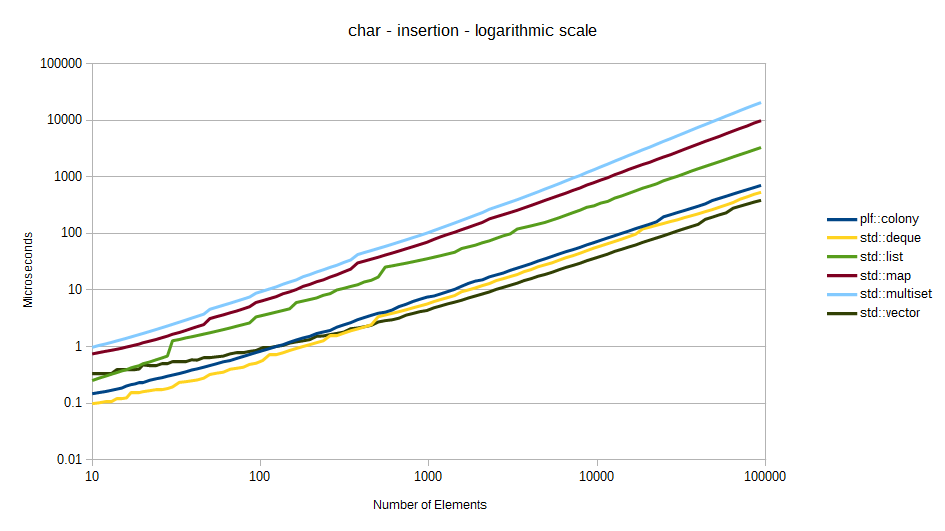 char - insertion - logarithmic scale
100000
10000
1000
100
10
1
0.1
0.01
Microseconds
10 100 1000 10000 100000
Number of Elements
plf::colony
std::deque
std::list
std::map
std::multiset
std::vector